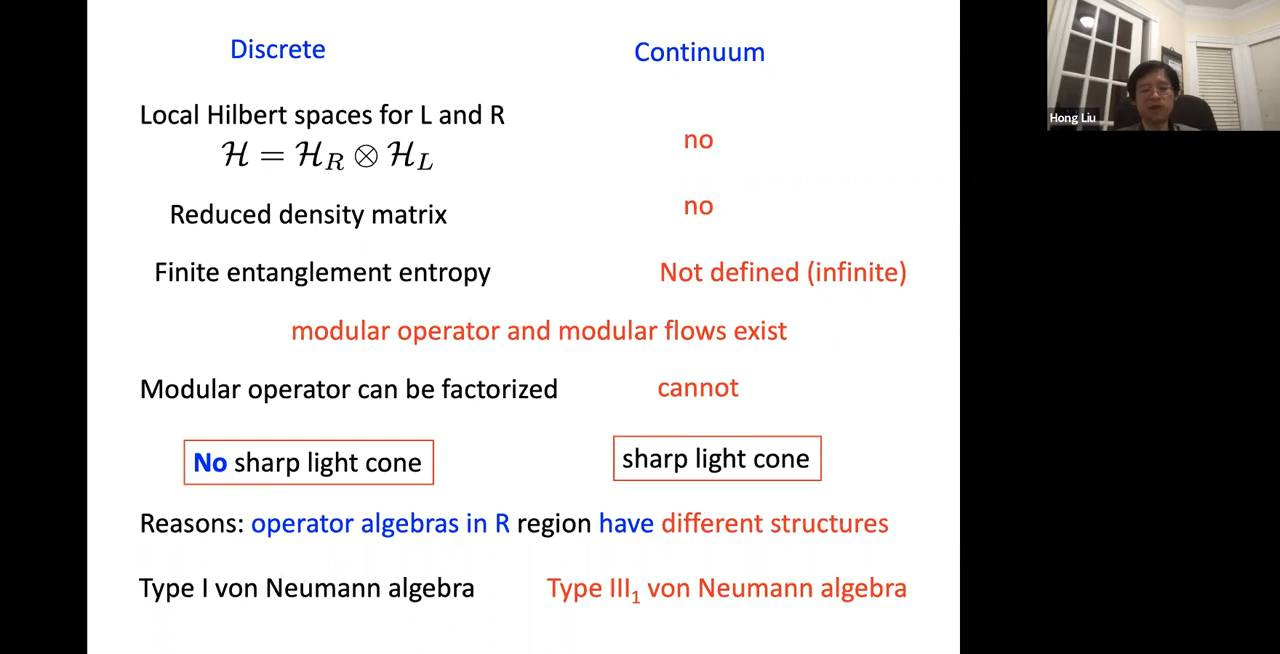 Discrete Continuum
Local Hilbert spaces for L and R
ℋ = ℋ_R ⊗ ℋ_L no
Reduced density matrix no
Finite entanglement entropy Not defined (infinite)
modular operator and modular flows exist
Modular operator can be factorized cannot
No sharp light cone sharp light cone
Reasons: operator algebras in R region have different structures
Type I von Neumann algebra Type III₁ von Neumann algebra
Hong Liu